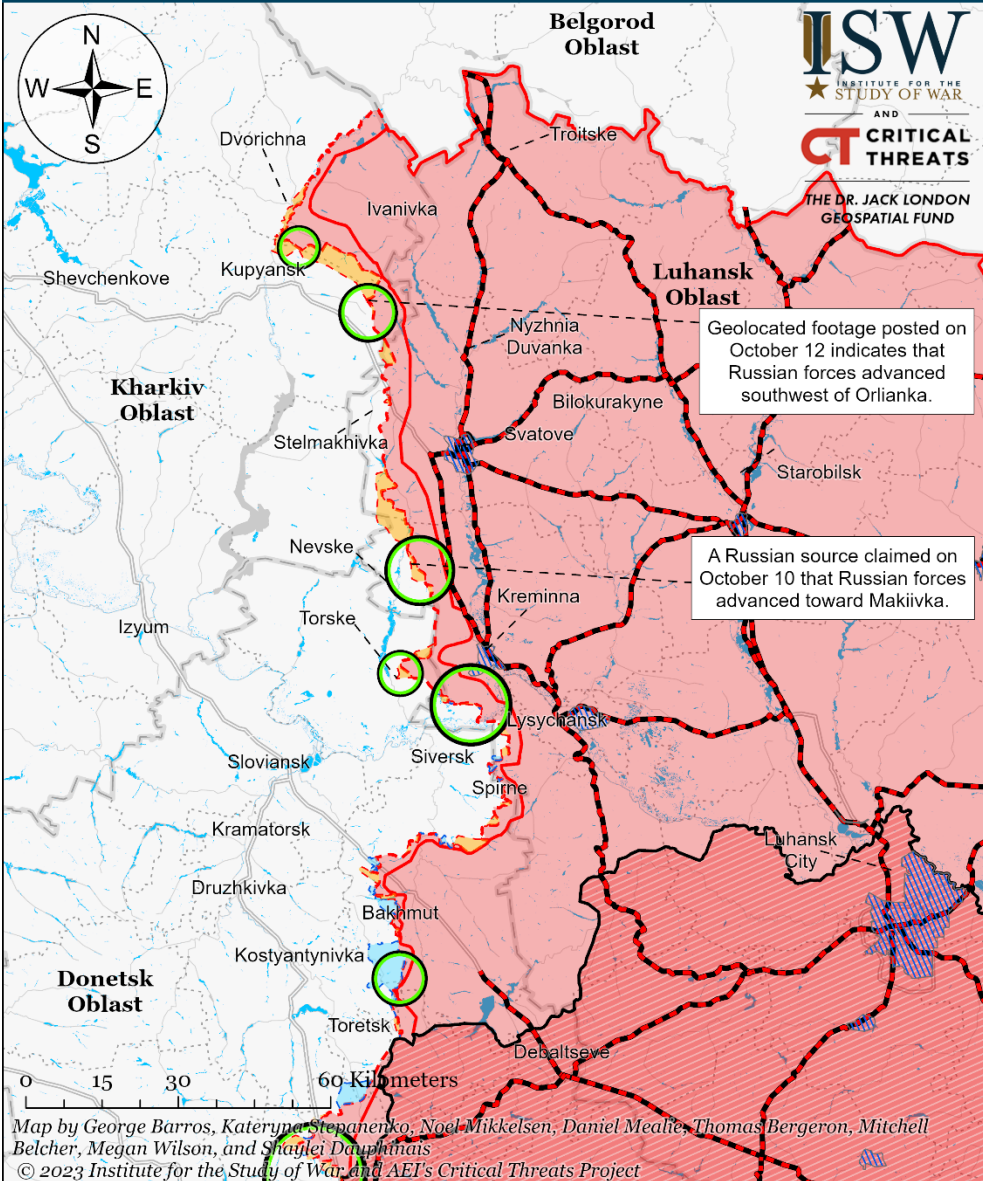 N
W
E
S
Belgorod
Oblast
ISW
INSTITUTE FOR THE
STUDY OF WAR
AND
CT CRITICAL
THREATS
THE DR. JACK LONDON
GEOSPATIAL FUND
Dvorichna
Troitske
Ivanivka
Kupyansk
Shevchenkove
Luhansk
Oblast
Geolocated footage posted on
October 12 indicates that
Russian forces advanced
southwest of Orlianka.
Nyzhnia
Duvanka
Kharkiv
Oblast
Bilokurakyne
Stelmakhivka
Svatove
Starobilsk
Nevske
A Russian source claimed on
October 10 that Russian forces
advanced toward Makiivka.
Kreminna
Torske
Izyum
Lysychansk
Siversk
Sloviansk
Spirne
Kramatorsk
Luhansk
City
Druzhkivka
Bakhmut
Kostyantynivka
Donetsk
Oblast
Toretsk
Debaltseve
0 15 30 60 Kilometers
Map by George Barros, Kateryna Stepanenko, Noel Mikkelsen, Daniel Mealie, Thomas Bergeron, Mitchell
Belcher, Megan Wilson, and Shaylei Dauphinais
© 2023 Institute for the Study of War and AEI's Critical Threats Project